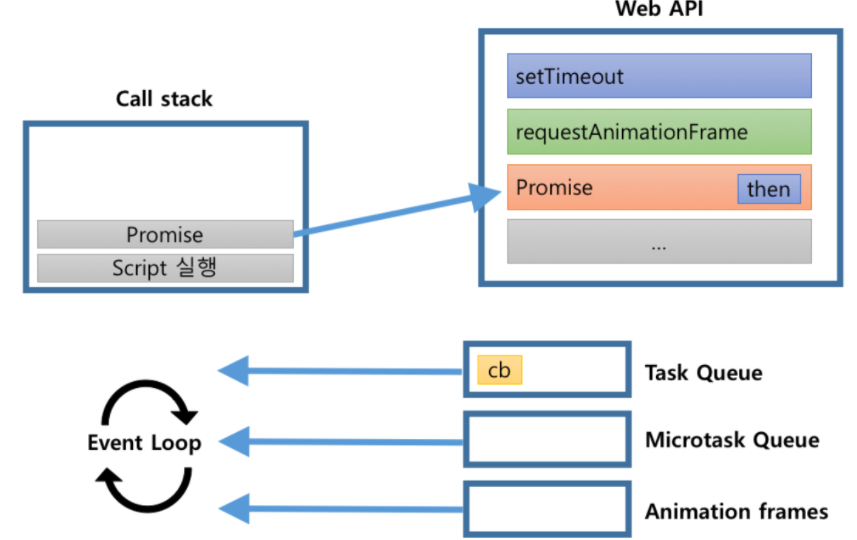 Web API
setTimeout
requestAnimationFrame
Promise then
...
Call stack
Promise
Script 실행
cb
Task Queue
Microtask Queue
Animation frames
Event Loop